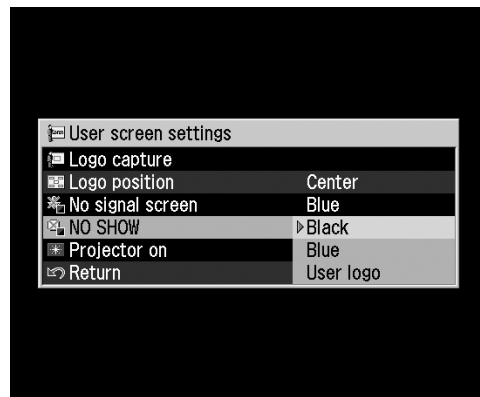 User screen settings
Logo capture
Logo position Center
No signal screen Blue
NO SHOW Black
Projector on Blue
Return User logo